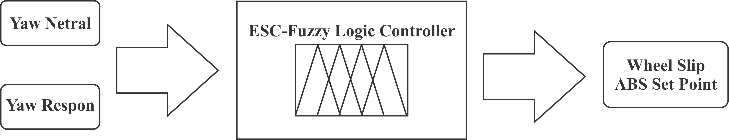 Yaw Netral
Yaw Respon
ESC-Fuzzy Logic Controller
Wheel Slip
ABS Set Point